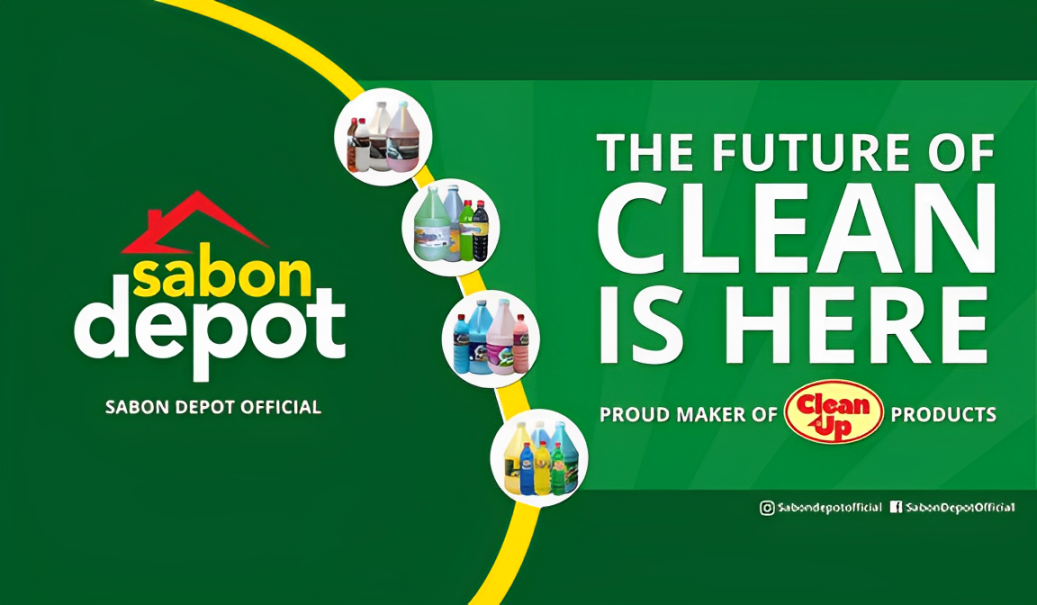 sabon
depot
SABON DEPOT OFFICIAL
THE FUTURE OF
CLEAN
IS HERE
PROUD MAKER OF Clean Up PRODUCTS
Sabondepotofficial SabonDepotOfficial